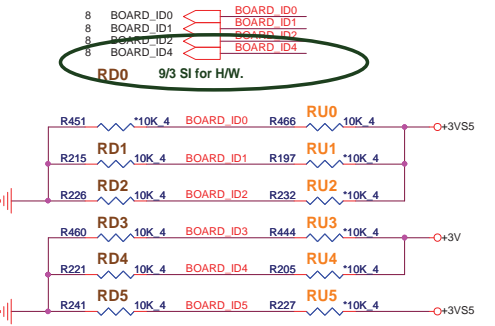 8 BOARD_ID0 BOARD_ID0
8 BOARD_ID1 BOARD_ID1
8 BOARD_ID2 BOARD_ID2
8 BOARD_ID4 BOARD_ID4
RD0 9/3 SI for H/W.
RU0
R451 *10K_4 BOARD_ID0 R466 10K_4 +3VS5
RD1 RU1
R215 10K_4 BOARD_ID1 R197 *10K_4
RD2 RU2
R226 10K_4 BOARD_ID2 R232 *10K_4
RD3 RU3
R460 10K_4 BOARD_ID3 R444 *10K_4 +3V
RD4 RU4
R221 10K_4 BOARD_ID4 R205 *10K_4
RD5 RU5
R241 10K_4 BOARD_ID5 R227 *10K_4 +3VS5